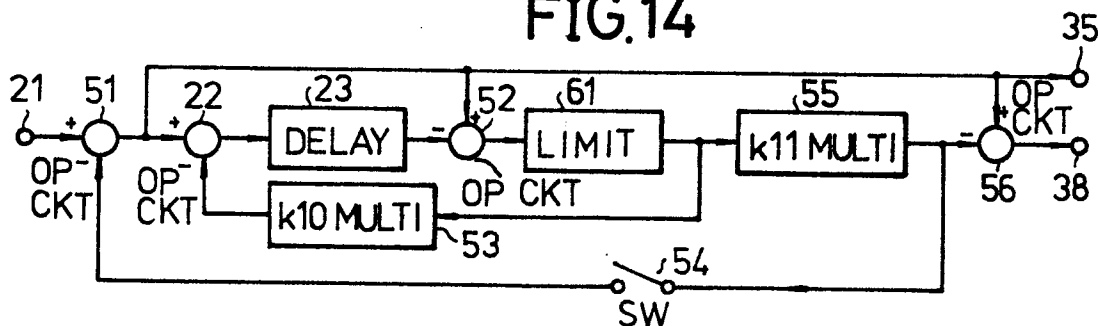 FIG.14
35
21 51 22 23 52 61 55
+ + - + - + OP
DELAY LIMIT k11 MULTI CKT
OP - OP - OP CKT 56 38
CKT CKT
k10 MULTI 53
54
SW